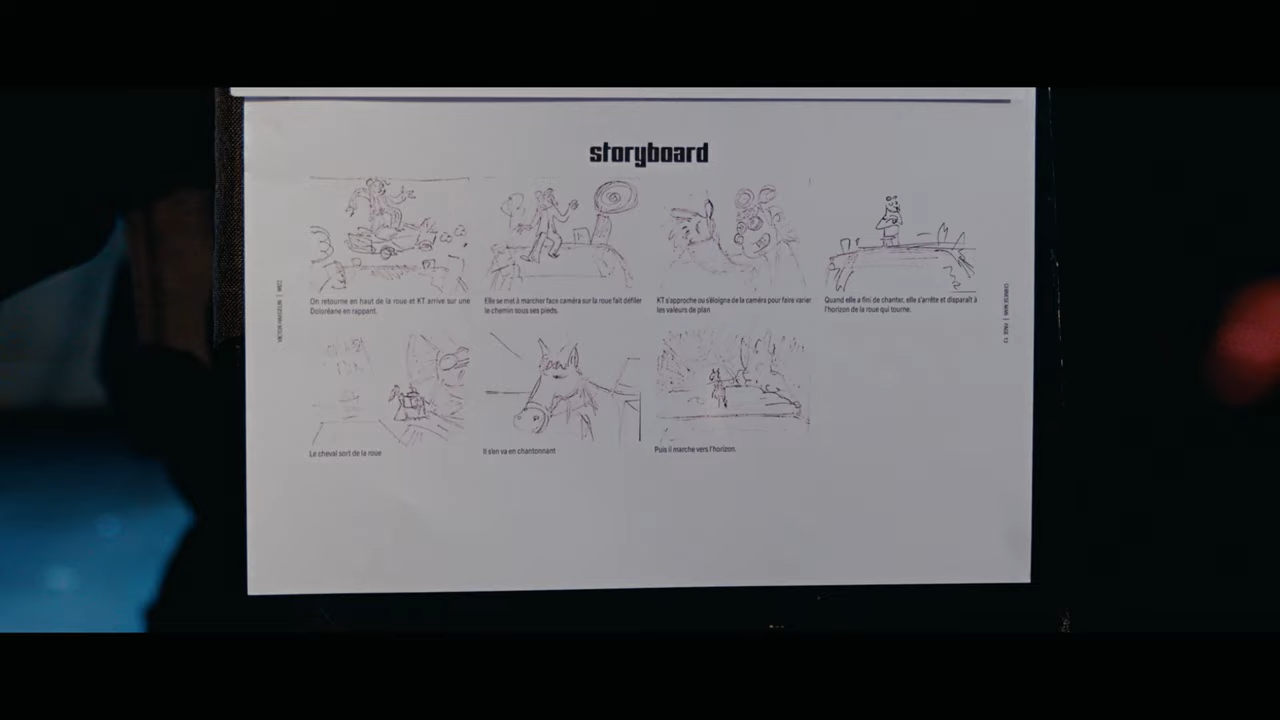 storyboard
On retourne en haut de la roue et KT arrive sur une
Doloréane en rappant.
Elle se met à marcher face caméra sur la roue fait défiler
le chemin sous ses pieds.
KT s'approche ou s'éloigne de la caméra pour faire varier
les valeurs de plan
Quand elle a fini de chanter, elle s'arrête et disparaît à
l'horizon de la roue qui tourne.
Le cheval sort de la roue
Il s'en va en chantonnant
Puis il marche vers l'horizon.